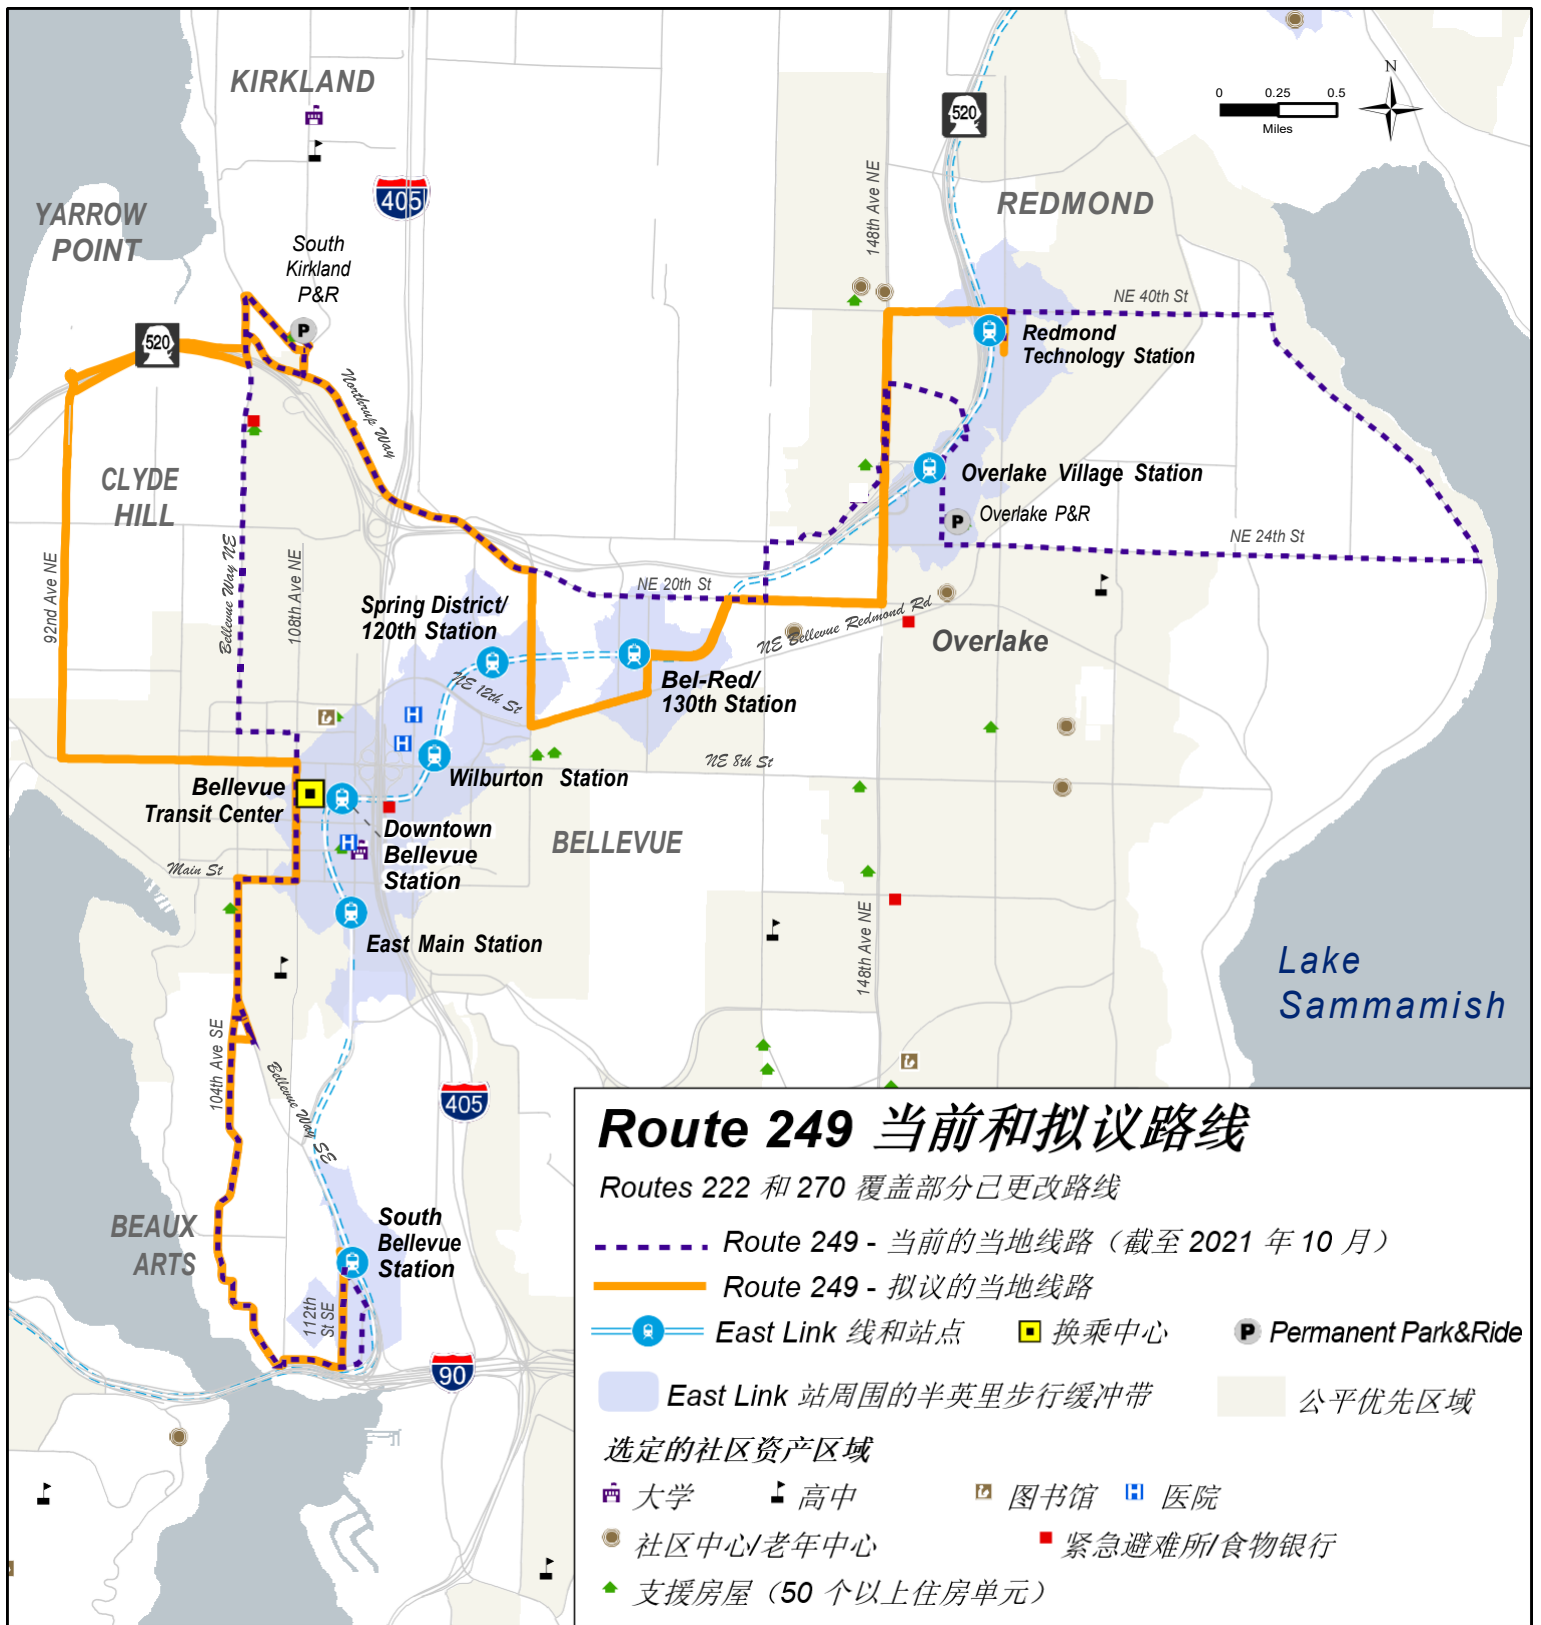 N
0 0.25 0.5
Miles
KIRKLAND
520
405
148th Ave NE
REDMOND
YARROW
POINT
South
Kirkland
P&R
P
NE 40th St
520
Redmond
Technology Station
Northrup Way
CLYDE
HILL
Overlake Village Station
P
Overlake P&R
NE 24th St
92nd Ave NE
Bellevue Way NE
108th Ave NE
NE 20th St
Spring District/
120th Station
NE Bellevue Redmond Rd
Overlake
NE 12th St
Bel-Red/
130th Station
H
H
NE 8th St
Wilburton Station
Bellevue
Transit Center
H
Downtown
Bellevue
Station
BELLEVUE
Main St
148th Ave NE
East Main Station
Lake
Sammamish
104th Ave SE
Bellevue Way SE
405
BEAUX
ARTS
South
Bellevue
Station
112th
St SE
90
Route 249 当前和拟议路线
Routes 222 和 270 覆盖部分已更改路线
Route 249 - 当前的当地线路（截至 2021 年 10 月）
Route 249 - 拟议的当地线路
East Link 线和站点 换乘中心 P Permanent Park&Ride
East Link 站周围的半英里步行缓冲带 公平优先区域
选定的社区资产区域
大学 高中 图书馆 H 医院
社区中心/老年中心 紧急避难所/食物银行
支援房屋（50 个以上住房单元）